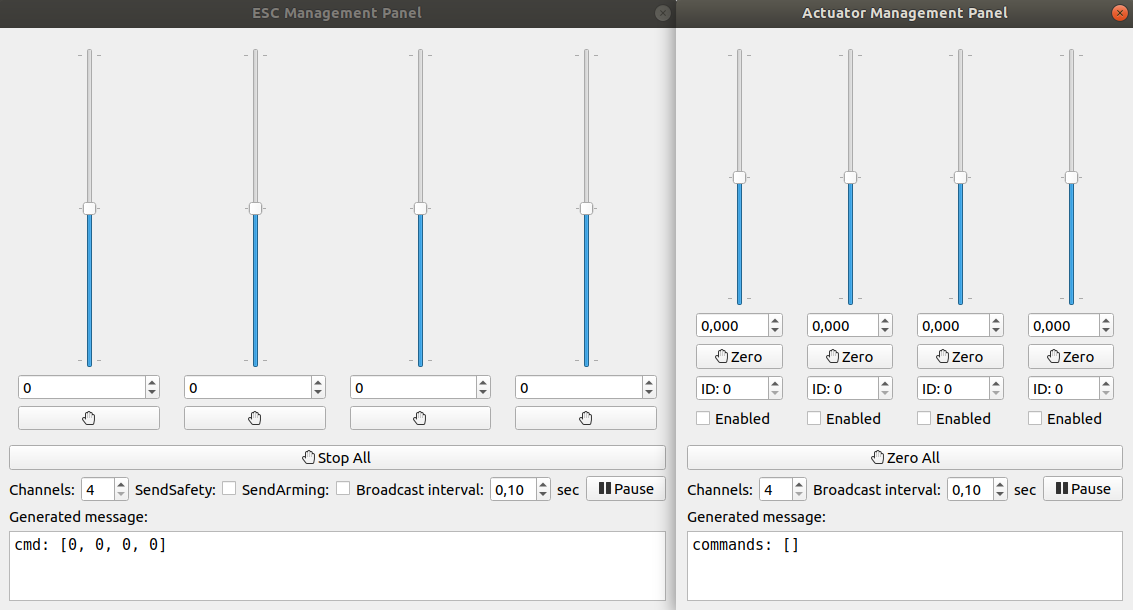 ESC Management Panel
0 0 0 0
Stop All
Channels: 4 SendSafety: SendArming: Broadcast interval: 0,10 sec Pause
Generated message:
cmd: [0, 0, 0, 0]
Actuator Management Panel
0,000 0,000 0,000 0,000
Zero Zero Zero Zero
ID: 0 ID: 0 ID: 0 ID: 0
Enabled Enabled Enabled Enabled
Zero All
Channels: 4 Broadcast interval: 0,10 sec Pause
Generated message:
commands: []